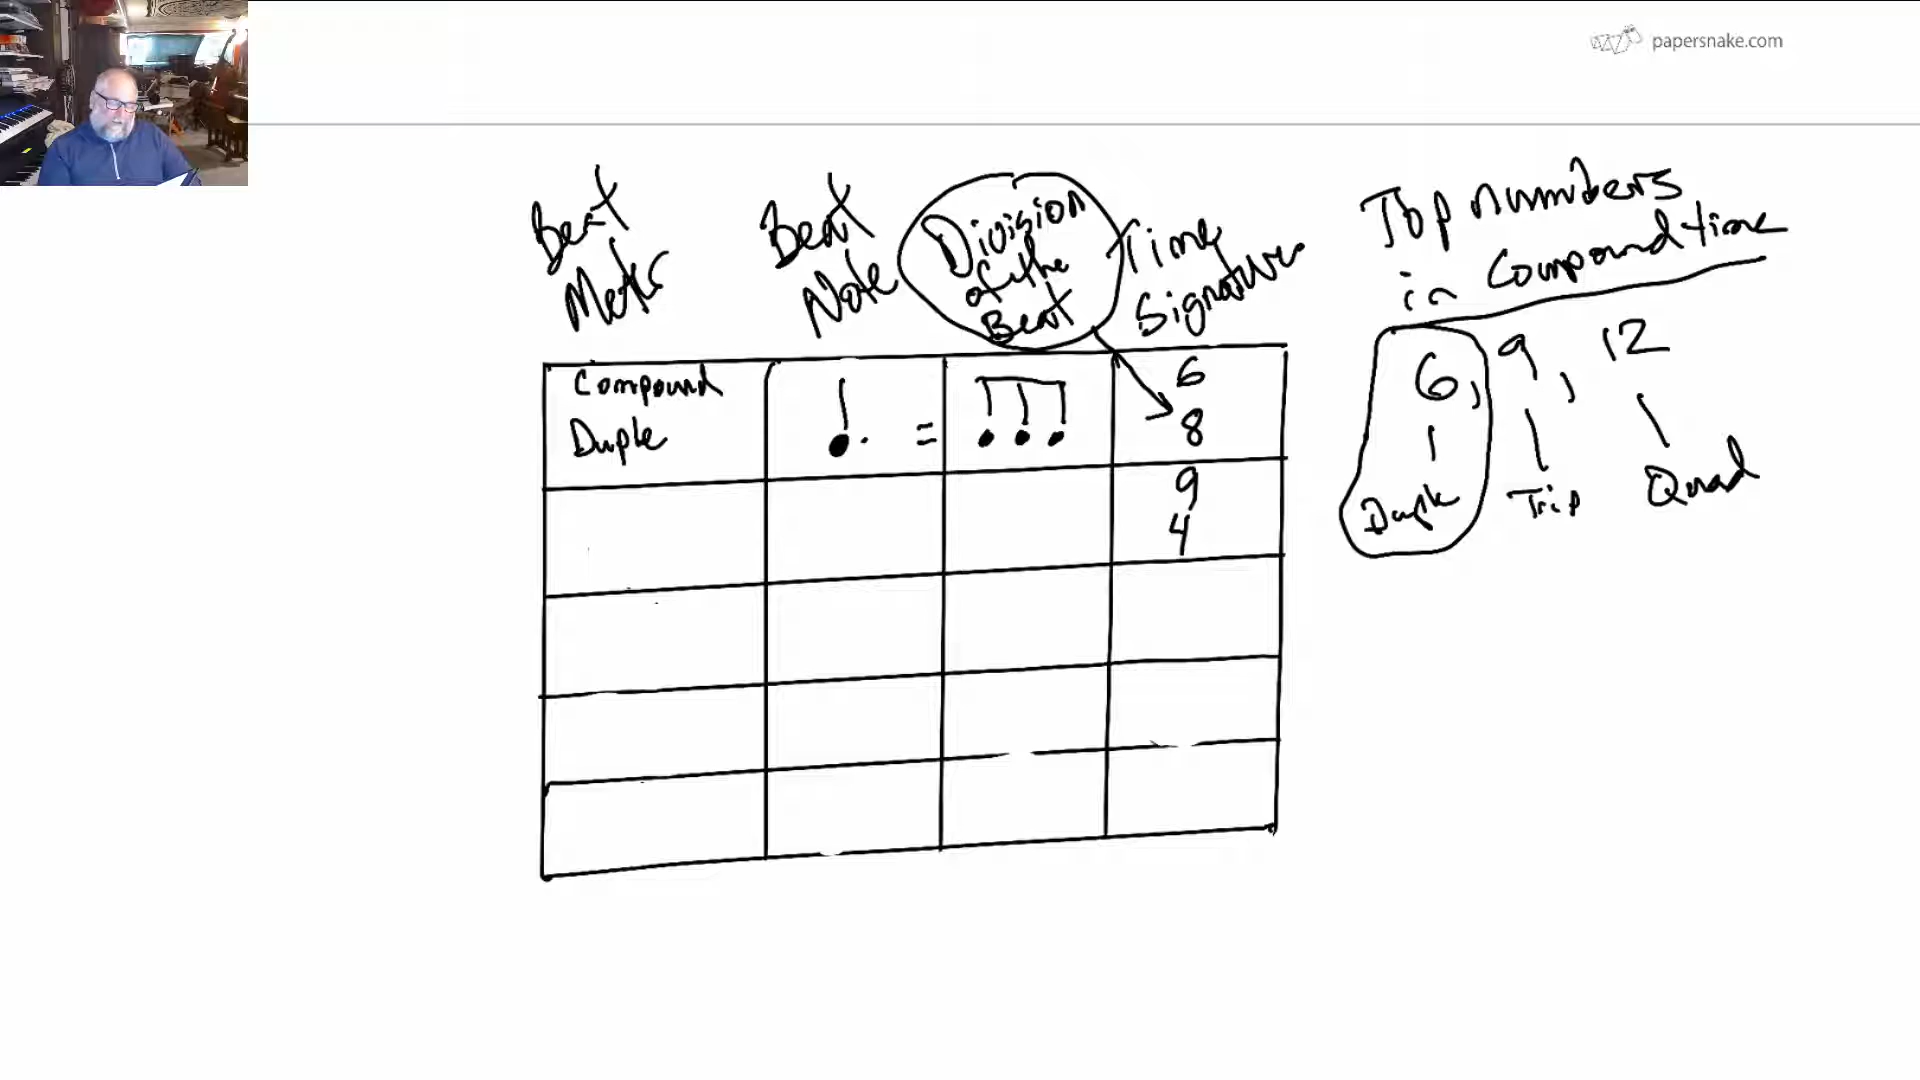 papersnake.com
Beat
Meter
Beat
Note
Division
of the
Beat
Time
Signature
Top numbers
in Compound time
6, 9, 12
Duple Trip Quad
Compound
Duple
=
6
8
9
4